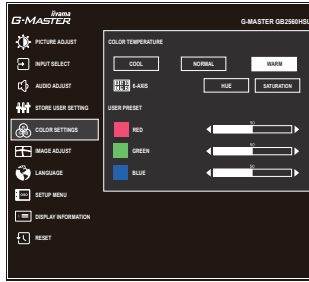 iiyama
G-MASTER
G-MASTER GB2560HSU
PICTURE ADJUST
INPUT SELECT
AUDIO ADJUST
STORE USER SETTING
COLOR SETTINGS
IMAGE ADJUST
LANGUAGE
OSD
SETUP MENU
DISPLAY INFORMATION
RESET
COLOR TEMPERATURE
COOL NORMAL WARM
6-AXIS HUE SATURATION
USER PRESET
50
RED
50
GREEN
50
BLUE